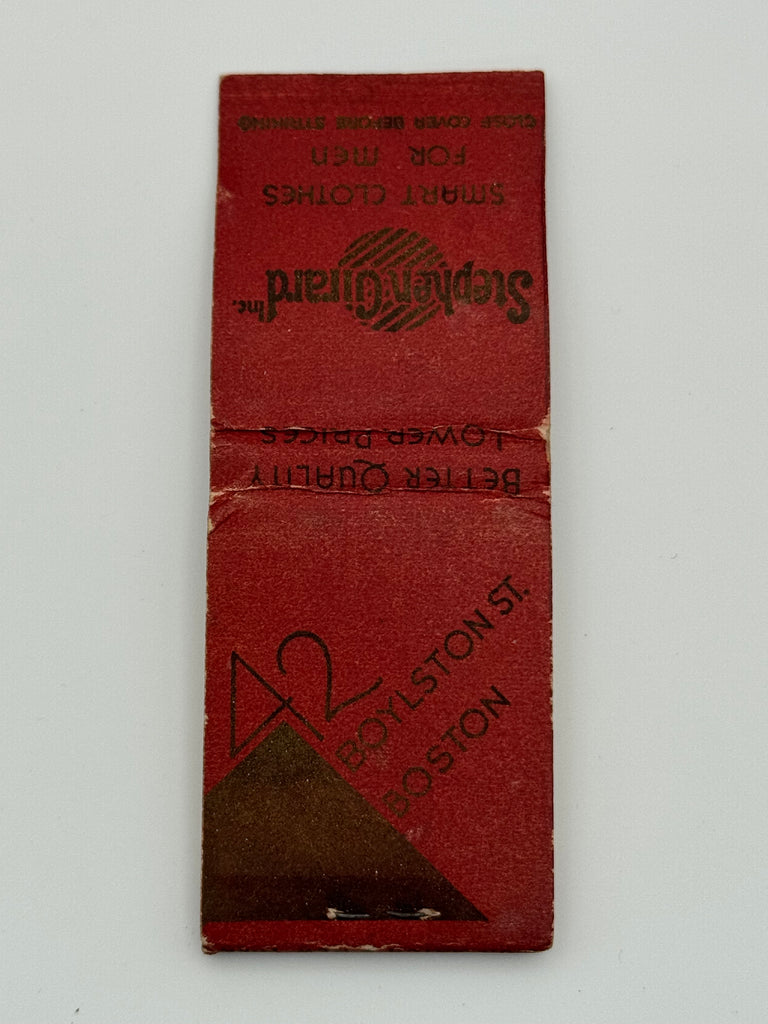 CLOSE COVER BEFORE STRIKING
FOR MEN
SMART CLOTHES
Stephen Girard Inc.
LOWER PRICES
BETTER QUALITY
42
BOYLSTON ST.
BOSTON